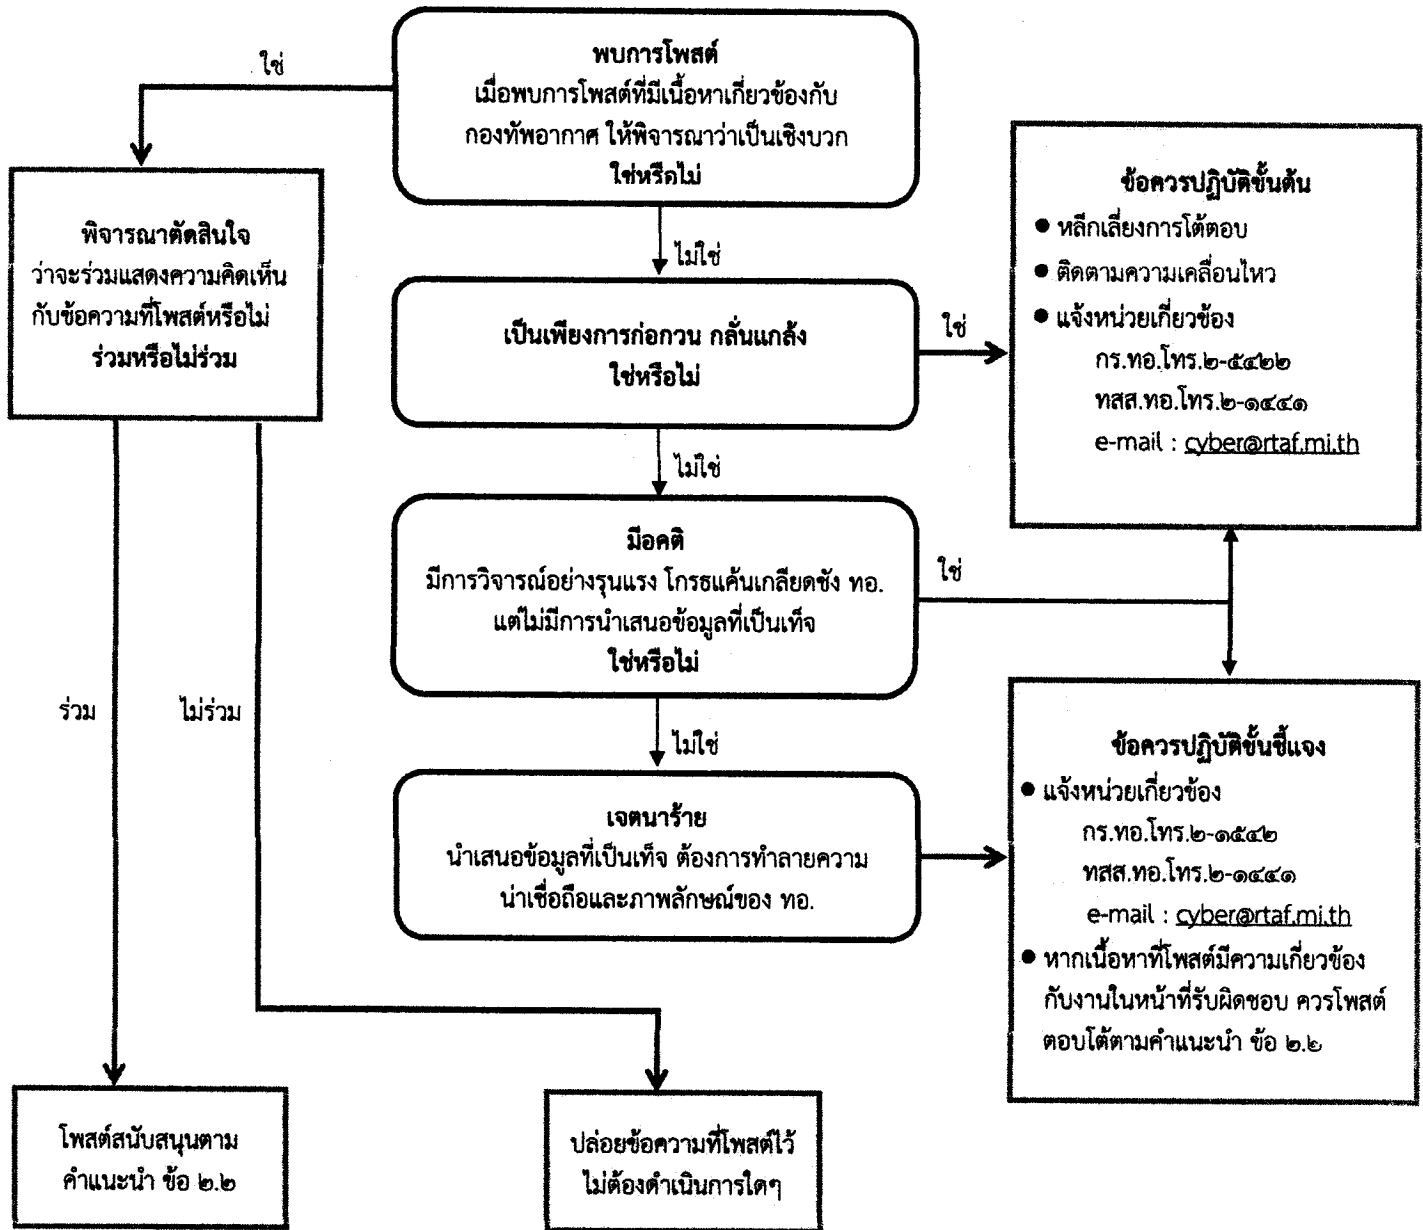 พบการโพสต์
เมื่อพบการโพสต์ที่มีเนื้อหาเกี่ยวข้องกับ
กองทัพอากาศ ให้พิจารณาว่าเป็นเชิงบวก
ใช่หรือไม่
ใช่
พิจารณาตัดสินใจ
ว่าจะร่วมแสดงความคิดเห็น
กับข้อความที่โพสต์หรือไม่
ร่วมหรือไม่ร่วม
ไม่ใช่
เป็นเพียงการก่อกวน กลั่นแกล้ง
ใช่หรือไม่
ใช่
ข้อควรปฏิบัติขั้นต้น
● หลีกเลี่ยงการโต้ตอบ
● ติดตามความเคลื่อนไหว
● แจ้งหน่วยเกี่ยวข้อง
กร.ทอ.โทร.๒-๕๔๒๒
ทสส.ทอ.โทร.๒-๑๔๔๑
e-mail : cyber@rtaf.mi.th
ไม่ใช่
มีอคติ
มีการวิจารณ์อย่างรุนแรง โกรธแค้นเกลียดชัง ทอ.
แต่ไม่มีการนำเสนอข้อมูลที่เป็นเท็จ
ใช่หรือไม่
ใช่
ไม่ใช่
เจตนาร้าย
นำเสนอข้อมูลที่เป็นเท็จ ต้องการทำลายความ
น่าเชื่อถือและภาพลักษณ์ของ ทอ.
ข้อควรปฏิบัติขั้นชี้แจง
● แจ้งหน่วยเกี่ยวข้อง
กร.ทอ.โทร.๒-๑๕๔๒
ทสส.ทอ.โทร.๒-๑๔๔๑
e-mail : cyber@rtaf.mi.th
● หากเนื้อหาที่โพสต์มีความเกี่ยวข้อง
กับงานในหน้าที่รับผิดชอบ ควรโพสต์
ตอบโต้ตามคำแนะนำ ข้อ ๒.๒
ร่วม
ไม่ร่วม
โพสต์สนับสนุนตาม
คำแนะนำ ข้อ ๒.๒
ปล่อยข้อความที่โพสต์ไว้
ไม่ต้องดำเนินการใดๆ